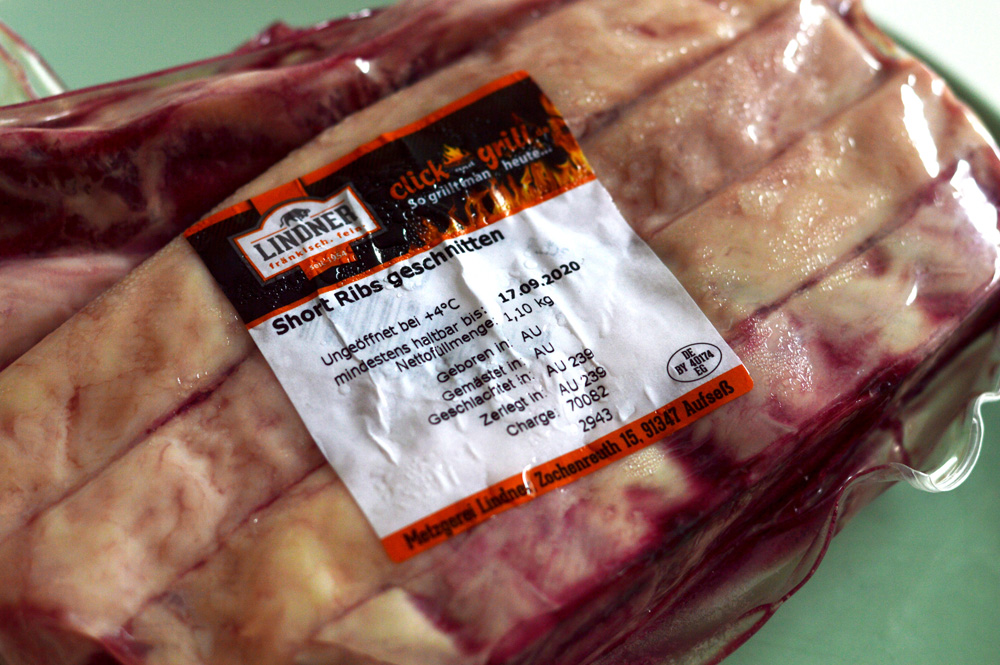 click grill
So grillt man heute...
LINDNER
fränkisch. fein
Short Ribs geschnitten
Ungeöffnet bei +4°C
mindestens haltbar bis: 17.09.2020
Nettofüllmenge: 1,10 kg
Geboren in: AU
Gemästet in: AU
Geschlachtet in: AU 239
Zerlegt in: AU 239
Charge: 70082
2943
DE
BY 40174
EG
Metzgerei Lindner, Zochenreuth 15, 91347 Aufseß